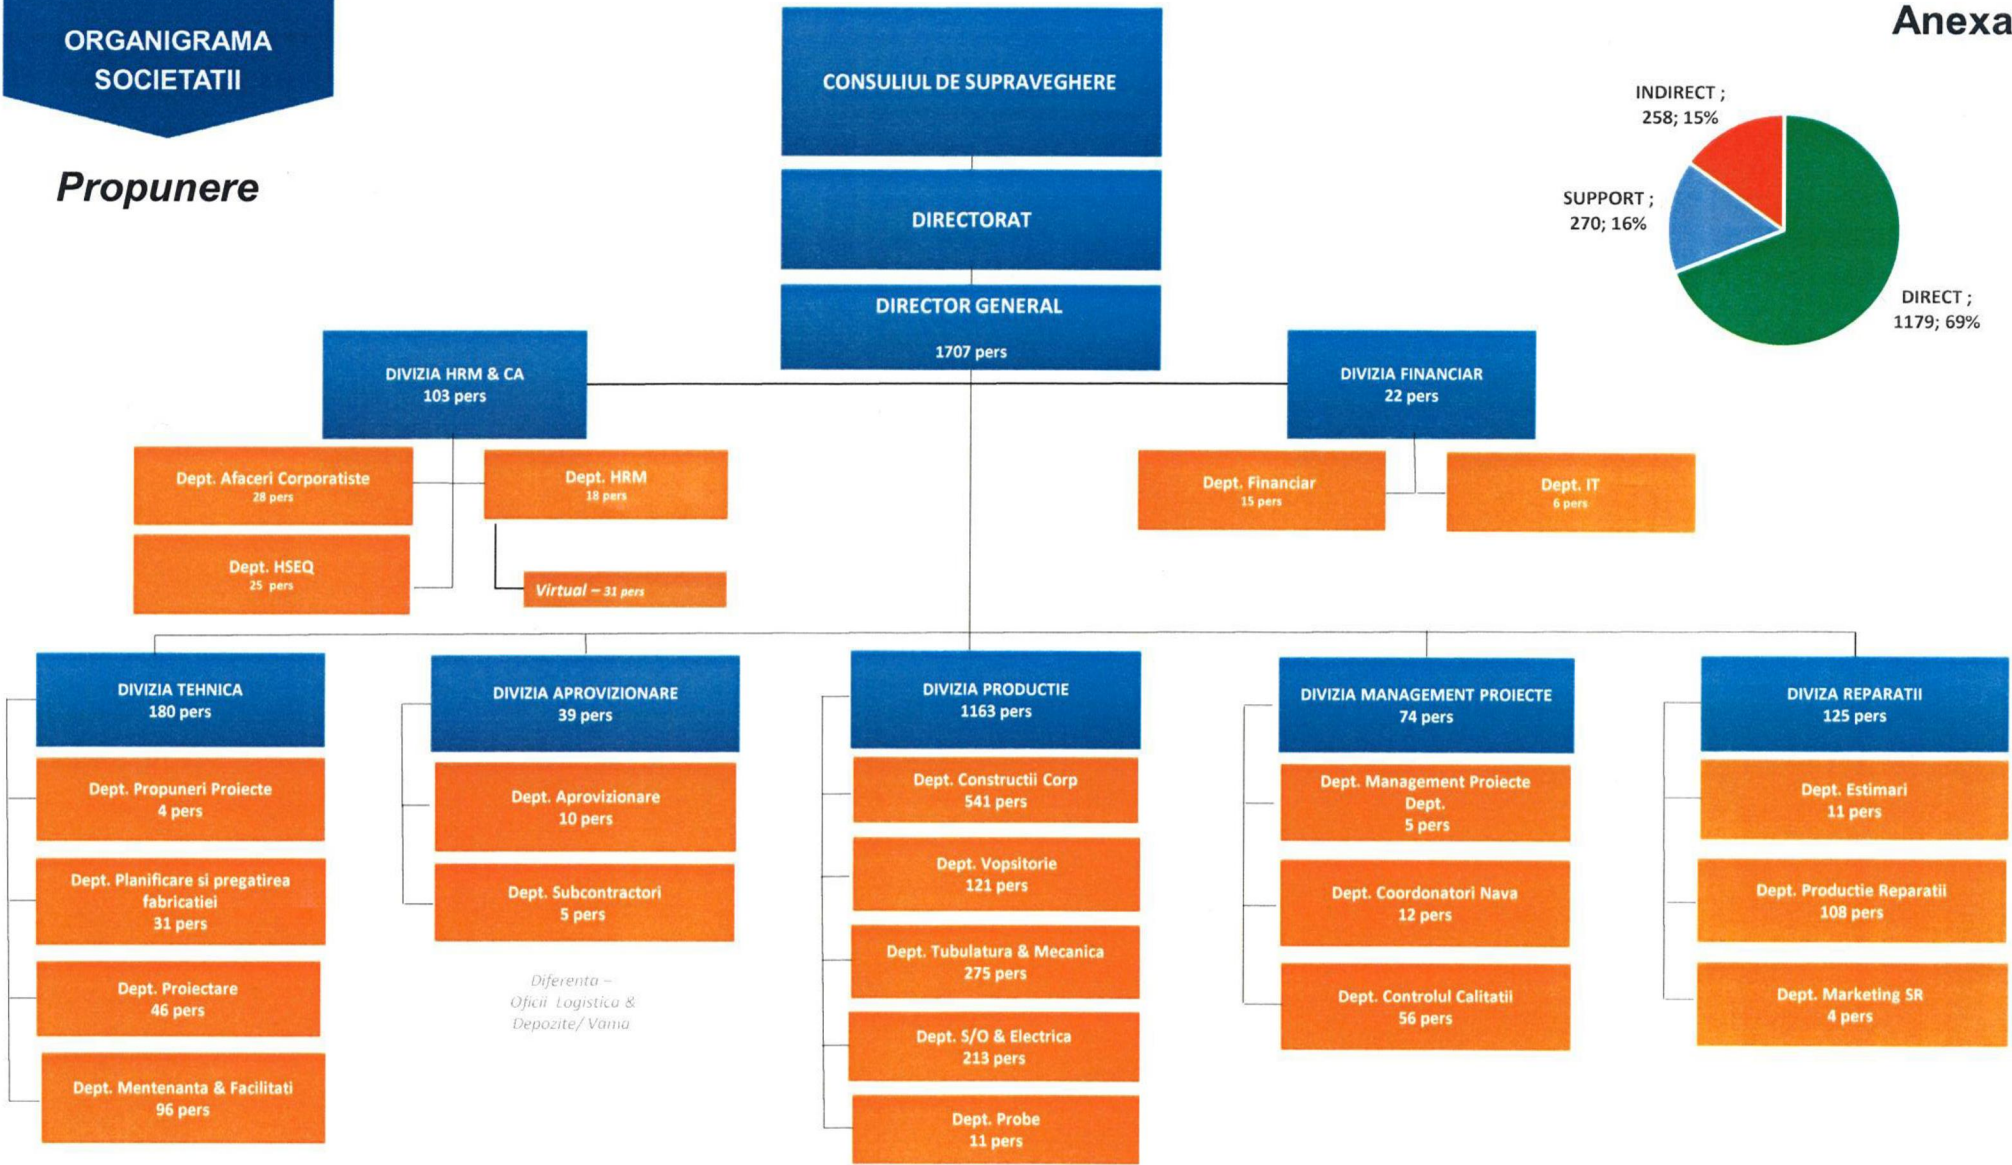 ORGANIGRAMA
SOCIETATII
Propunere
Anexa
CONSULIUL DE SUPRAVEGHERE
DIRECTORAT
DIRECTOR GENERAL
1707 pers
INDIRECT ;
258; 15%
SUPPORT ;
270; 16%
DIRECT ;
1179; 69%
DIVIZIA HRM & CA
103 pers
DIVIZIA FINANCIAR
22 pers
Dept. Afaceri Corporatiste
28 pers
Dept. HRM
18 pers
Dept. HSEQ
25 pers
Virtual – 31 pers
Dept. Financiar
15 pers
Dept. IT
6 pers
DIVIZIA TEHNICA
180 pers
Dept. Propuneri Proiecte
4 pers
Dept. Planificare si pregatirea
fabricatiei
31 pers
Dept. Proiectare
46 pers
Dept. Mentenanta & Facilitati
96 pers
DIVIZIA APROVIZIONARE
39 pers
Dept. Aprovizionare
10 pers
Dept. Subcontractori
5 pers
Diferenta –
Oficii Logistica &
Depozite/ Vama
DIVIZIA PRODUCTIE
1163 pers
Dept. Constructii Corp
541 pers
Dept. Vopsitorie
121 pers
Dept. Tubulatura & Mecanica
275 pers
Dept. S/O & Electrica
213 pers
Dept. Probe
11 pers
DIVIZIA MANAGEMENT PROIECTE
74 pers
Dept. Management Proiecte
Dept.
5 pers
Dept. Coordonatori Nava
12 pers
Dept. Controlul Calitatii
56 pers
DIVIZA REPARATII
125 pers
Dept. Estimari
11 pers
Dept. Productie Reparatii
108 pers
Dept. Marketing SR
4 pers